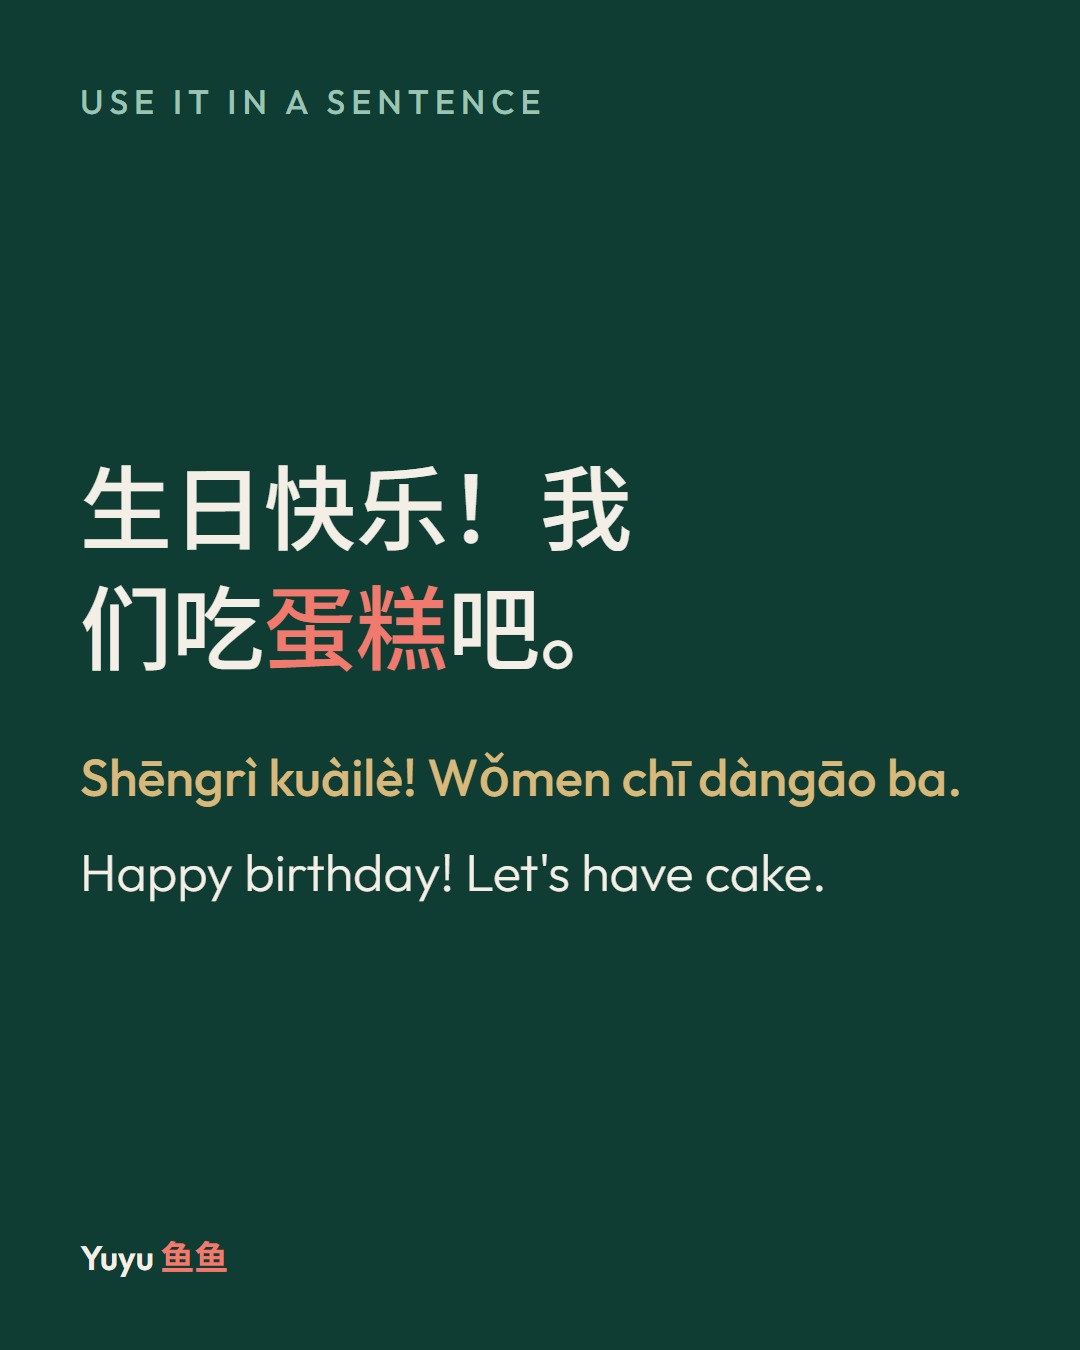 USE IT IN A SENTENCE
生日快乐！我
们吃蛋糕吧。
Shēngrì kuàilè! Wǒmen chī dàngāo ba.
Happy birthday! Let's have cake.
Yuyu 鱼鱼